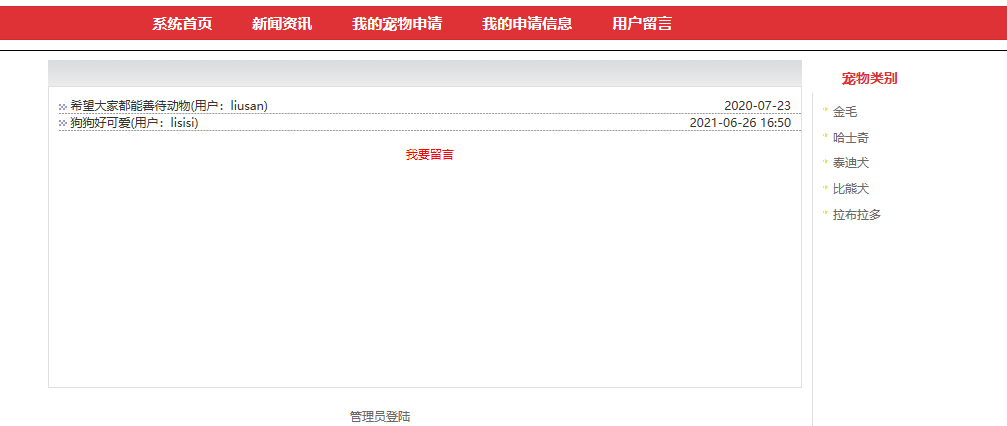 系统首页 新闻资讯 我的宠物申请 我的申请信息 用户留言
宠物类别
希望大家都能善待动物(用户：liusan) 2020-07-23
狗狗好可爱(用户：lisisi) 2021-06-26 16:50
我要留言
金毛
哈士奇
泰迪犬
比熊犬
拉布拉多
管理员登陆